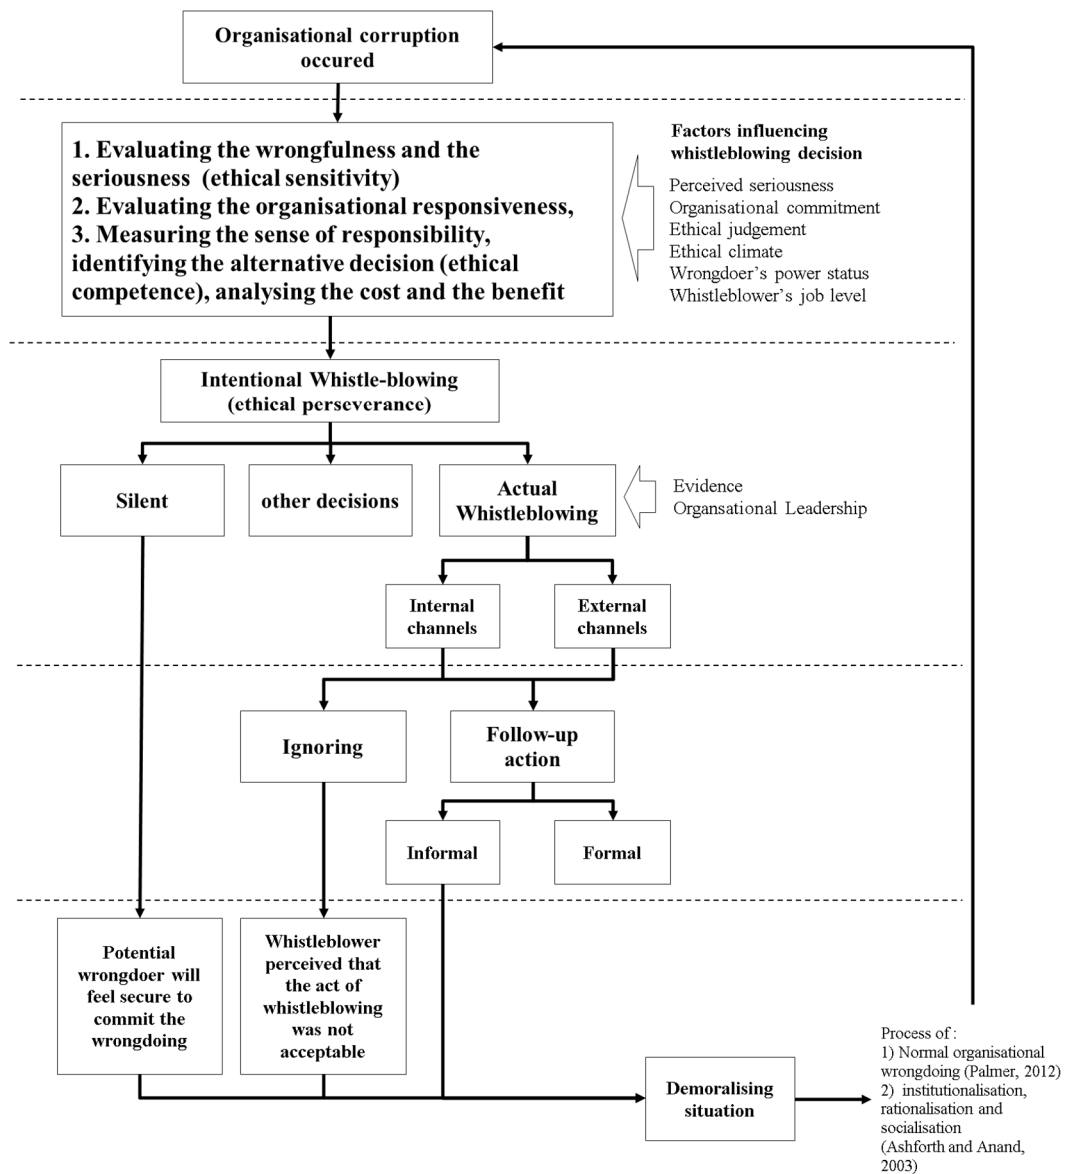 Organisational corruption
occured
1. Evaluating the wrongfulness and the
seriousness (ethical sensitivity)
2. Evaluating the organisational responsiveness,
3. Measuring the sense of responsibility,
identifying the alternative decision (ethical
competence), analysing the cost and the benefit
Factors influencing
whistleblowing decision
Perceived seriousness
Organisational commitment
Ethical judgement
Ethical climate
Wrongdoer's power status
Whistleblower's job level
Intentional Whistle-blowing
(ethical perseverance)
Silent
other decisions
Actual
Whistleblowing
Evidence
Organsational Leadership
Internal
channels
External
channels
Ignoring
Follow-up
action
Informal
Formal
Potential
wrongdoer will
feel secure to
commit the
wrongdoing
Whistleblower
perceived that
the act of
whistleblowing
was not
acceptable
Demoralising
situation
Process of :
1) Normal organisational
wrongdoing (Palmer, 2012)
2) institutionalisation,
rationalisation and
socialisation
(Ashforth and Anand,
2003)